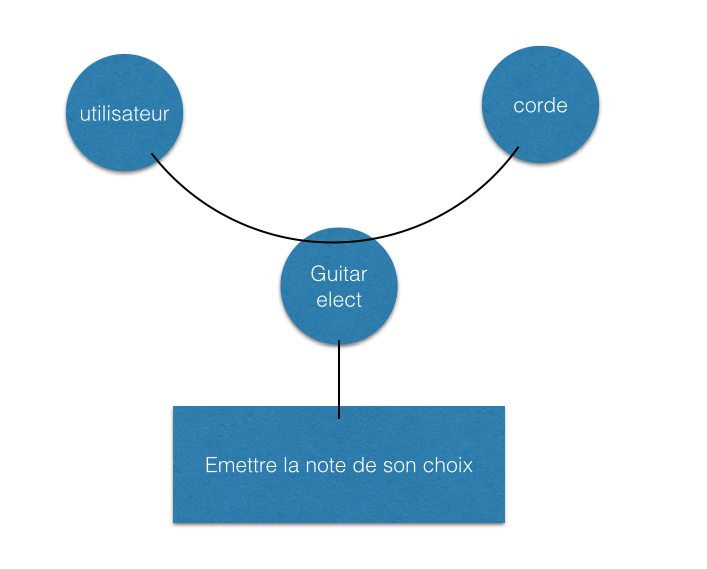 utilisateur
corde
Guitar
elect
Emettre la note de son choix